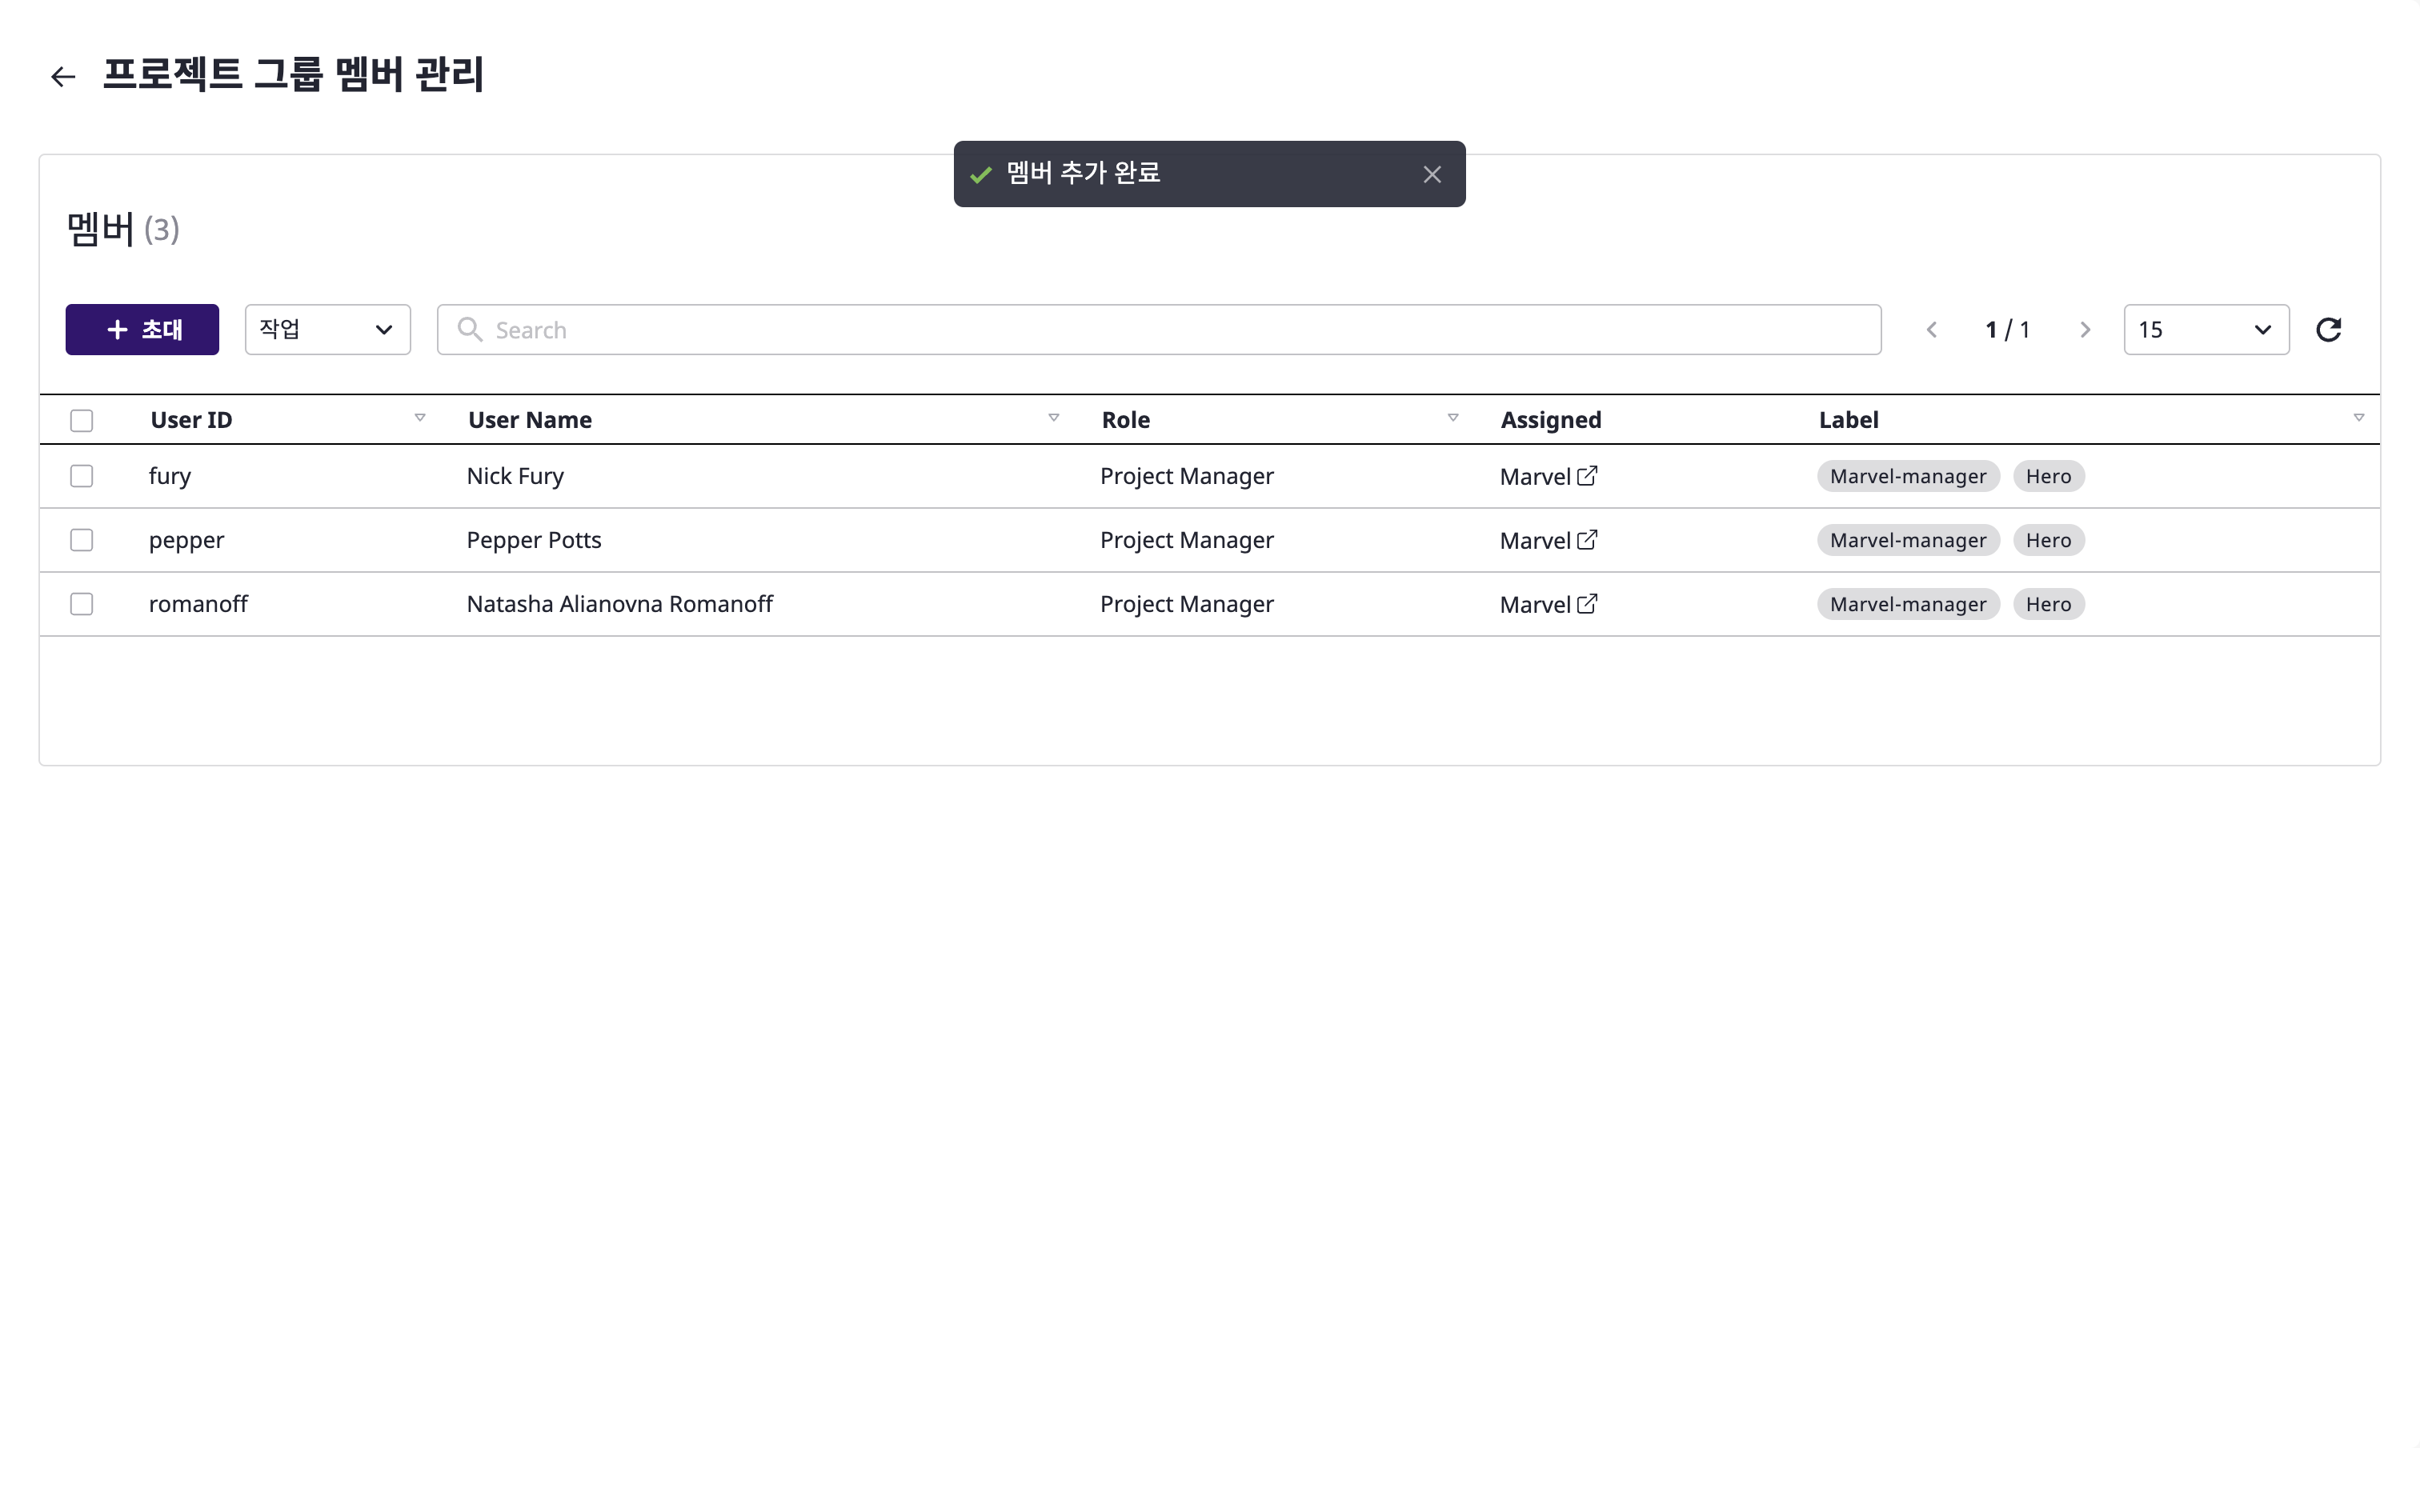 프로젝트 그룹 멤버 관리
멤버 추가 완료
멤버 (3)
초대 작업 Search 1 / 1 15
User ID User Name Role Assigned Label
fury Nick Fury Project Manager Marvel Marvel-manager Hero
pepper Pepper Potts Project Manager Marvel Marvel-manager Hero
romanoff Natasha Alianovna Romanoff Project Manager Marvel Marvel-manager Hero